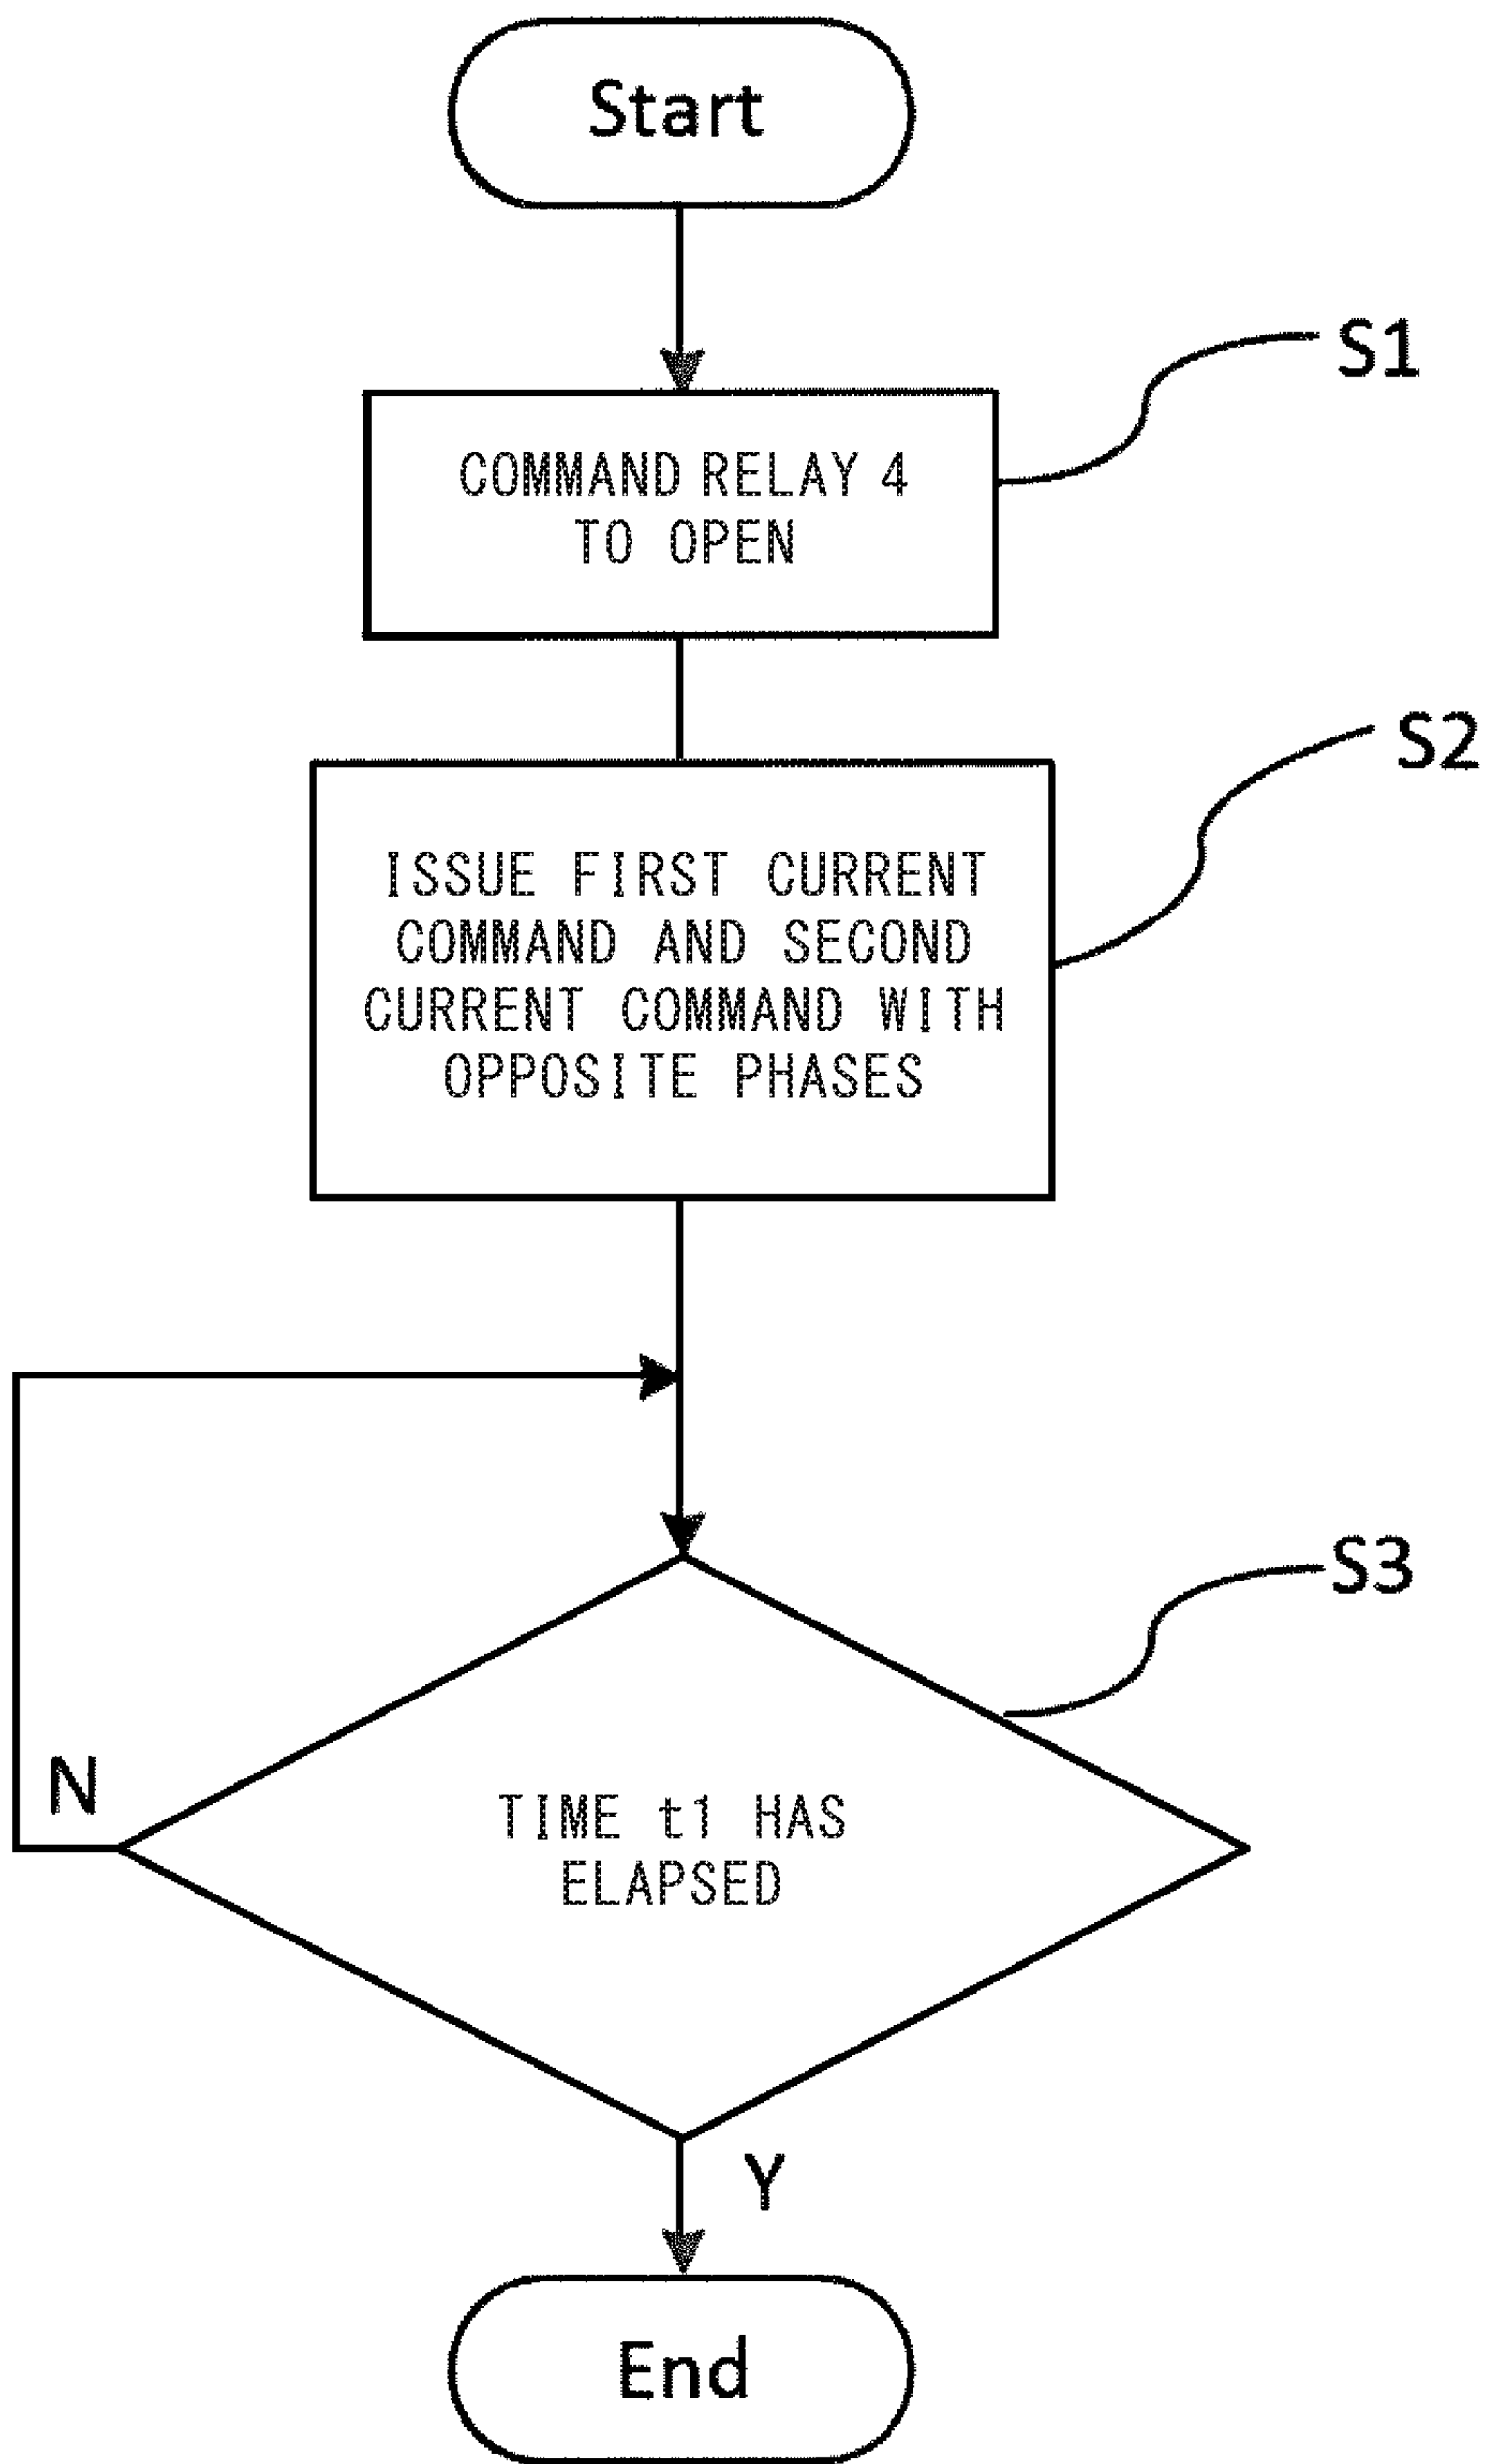 Start
S1
COMMAND RELAY 4
TO OPEN
S2
ISSUE FIRST CURRENT
COMMAND AND SECOND
CURRENT COMMAND WITH
OPPOSITE PHASES
S3
N
TIME t1 HAS
ELAPSED
Y
End